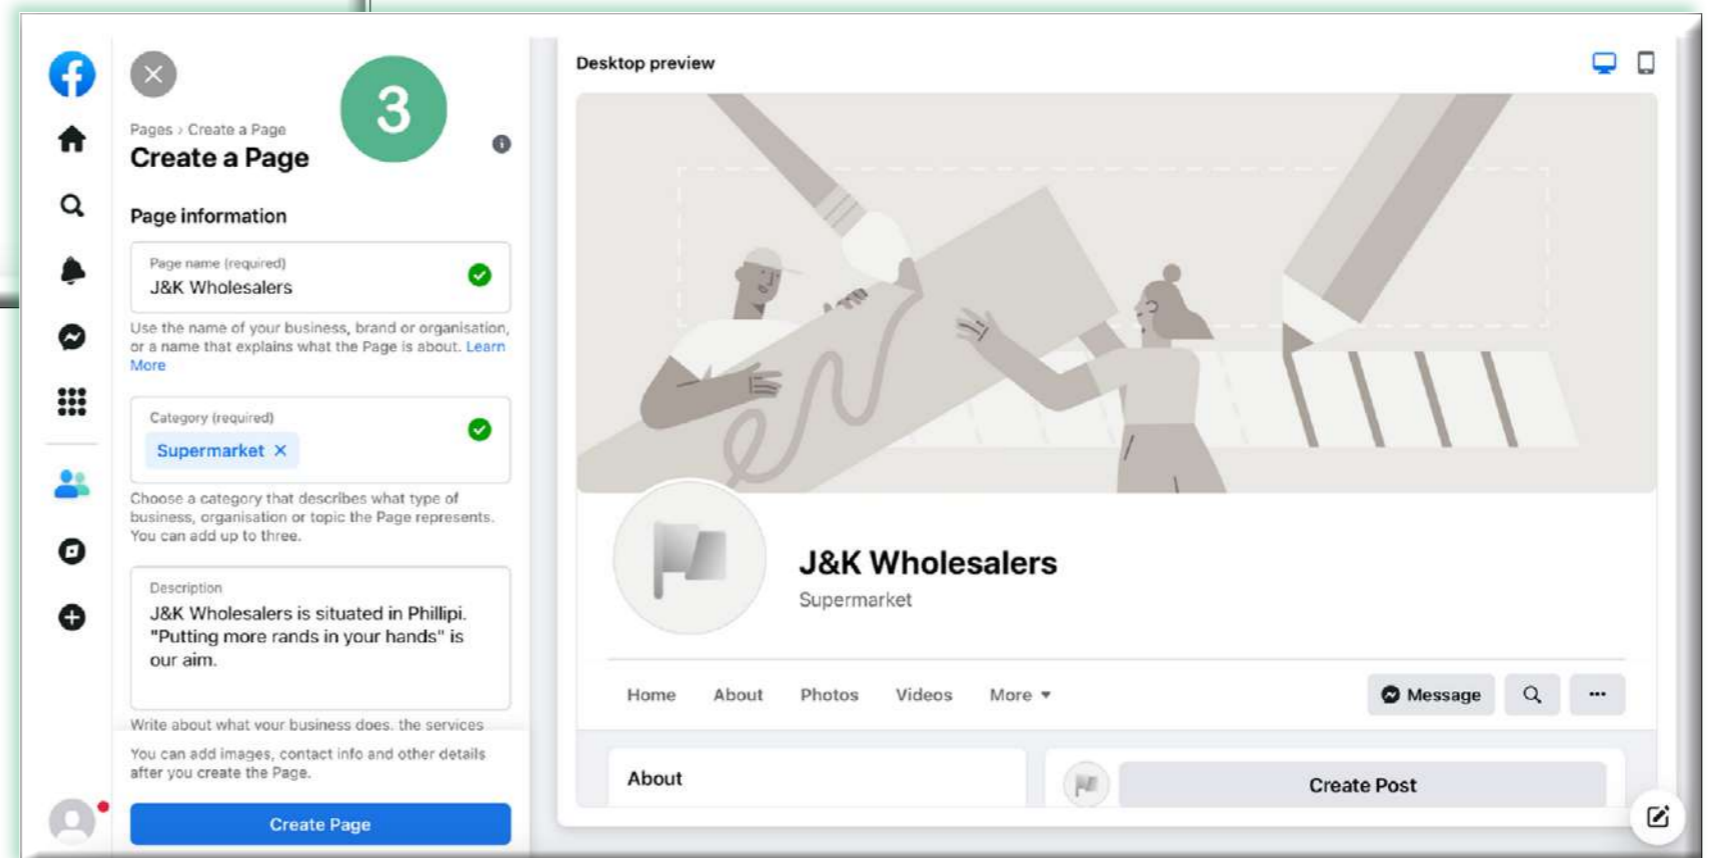 3
Pages › Create a Page
Create a Page
Page information
Page name (required)
J&K Wholesalers
Use the name of your business, brand or organisation,
or a name that explains what the Page is about. Learn
More
Category (required)
Supermarket ×
Choose a category that describes what type of
business, organisation or topic the Page represents.
You can add up to three.
Description
J&K Wholesalers is situated in Phillipi.
"Putting more rands in your hands" is
our aim.
Write about what your business does, the services
You can add images, contact info and other details
after you create the Page.
Create Page
Desktop preview
J&K Wholesalers
Supermarket
Home About Photos Videos More
Message
About
Create Post